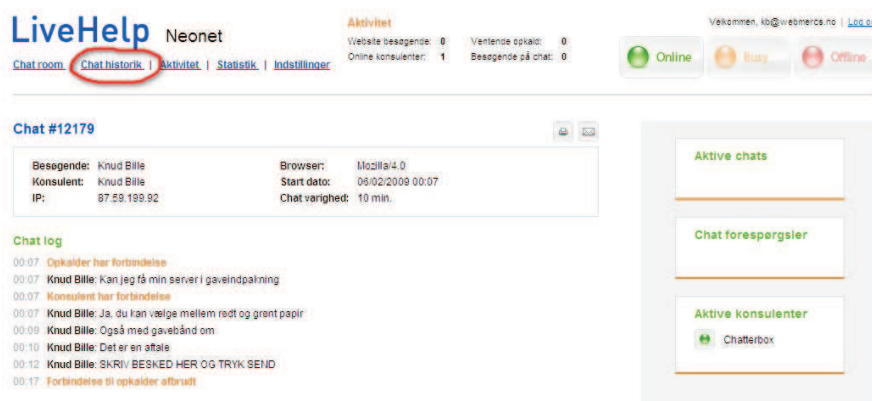 LiveHelp Neonet
Chat room | Chat historik | Aktivitet | Statistik | Indstillinger
Aktivitet
Website besøgende: 0 Ventende opkald: 0
Online konsulenter: 1 Besøgende på chat: 0
Velkommen, kb@webmercs.no |
Online Busy Offline
Chat #12179
Besøgende: Knud Bille Browser: Mozilla/4.0
Konsulent: Knud Bille Start dato: 06/02/2009 00:07
IP: 87.59.199.92 Chat varighed: 10 min.
Chat log
00:07 Opkalder har forbindelse
00:07 Knud Bille: Kan jeg få min server i gaveindpakning
00:07 Konsulent har forbindelse
00:07 Knud Bille: Ja, du kan vælge mellem rødt og grønt papir
00:09 Knud Bille: Også med gavebånd om
00:10 Knud Bille: Det er en aftale
00:12 Knud Bille: SKRIV BESKED HER OG TRYK SEND
00:17 Forbindelse til opkalder afbrudt
Aktive chats
Chat forespørgsler
Aktive konsulenter
Chatterbox